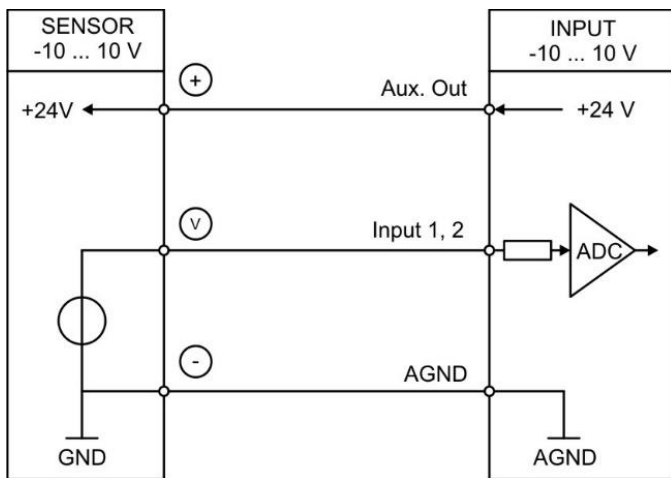 SENSOR
-10 ... 10 V
INPUT
-10 ... 10 V
+
Aux. Out
+24V
+24 V
V
Input 1, 2
ADC
-
AGND
GND
AGND